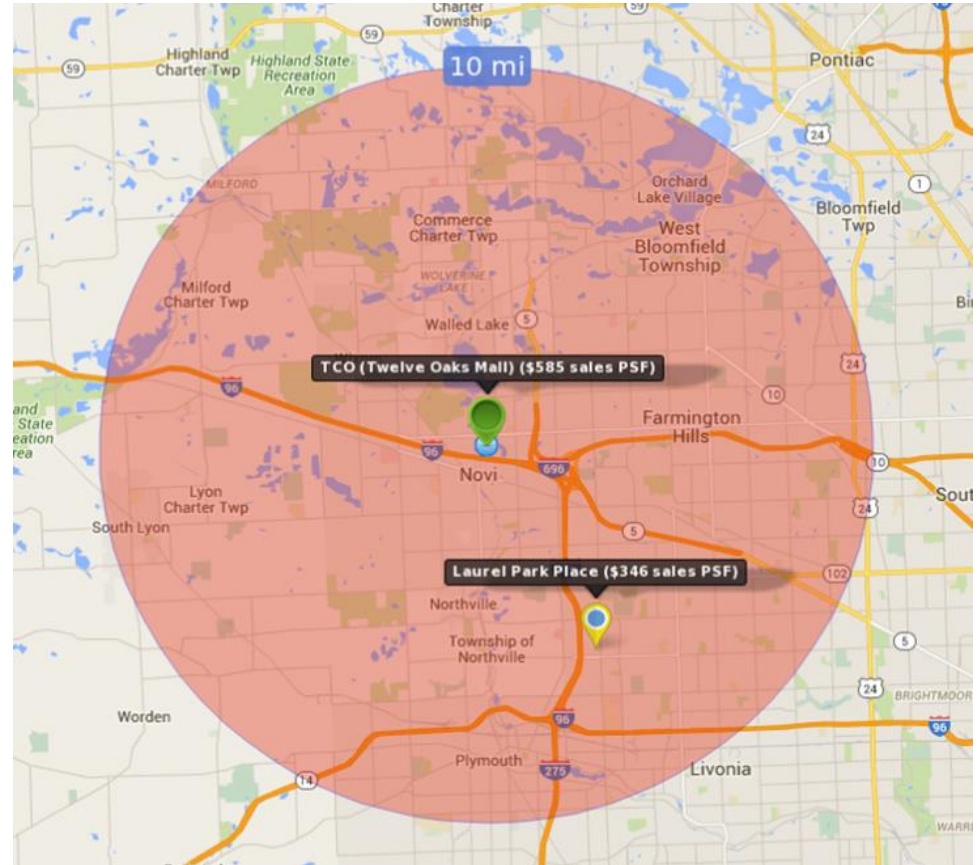 Charter
Township
59
59
59
Highland
Charter Twp
Highland State
Recreation
Area
10 mi
Pontiac
24
1
MILFORD
Orchard
Lake Village
Commerce
Charter Twp
Bloomfield
Twp
West
Bloomfield
Township
WOLVERINE
LAKE
Milford
Charter Twp
Walled Lake
5
24
TCO (Twelve Oaks Mall) ($585 sales PSF)
96
10
and
State
Farmington
Hills
96
696
Novi
10
Lyon
Charter Twp
South Lyon
24
5
Laurel Park Place ($346 sales PSF)
102
Northville
Township of
Northville
5
24
BRIGHTMOOR
Worden
96
96
Plymouth
275
Livonia
14